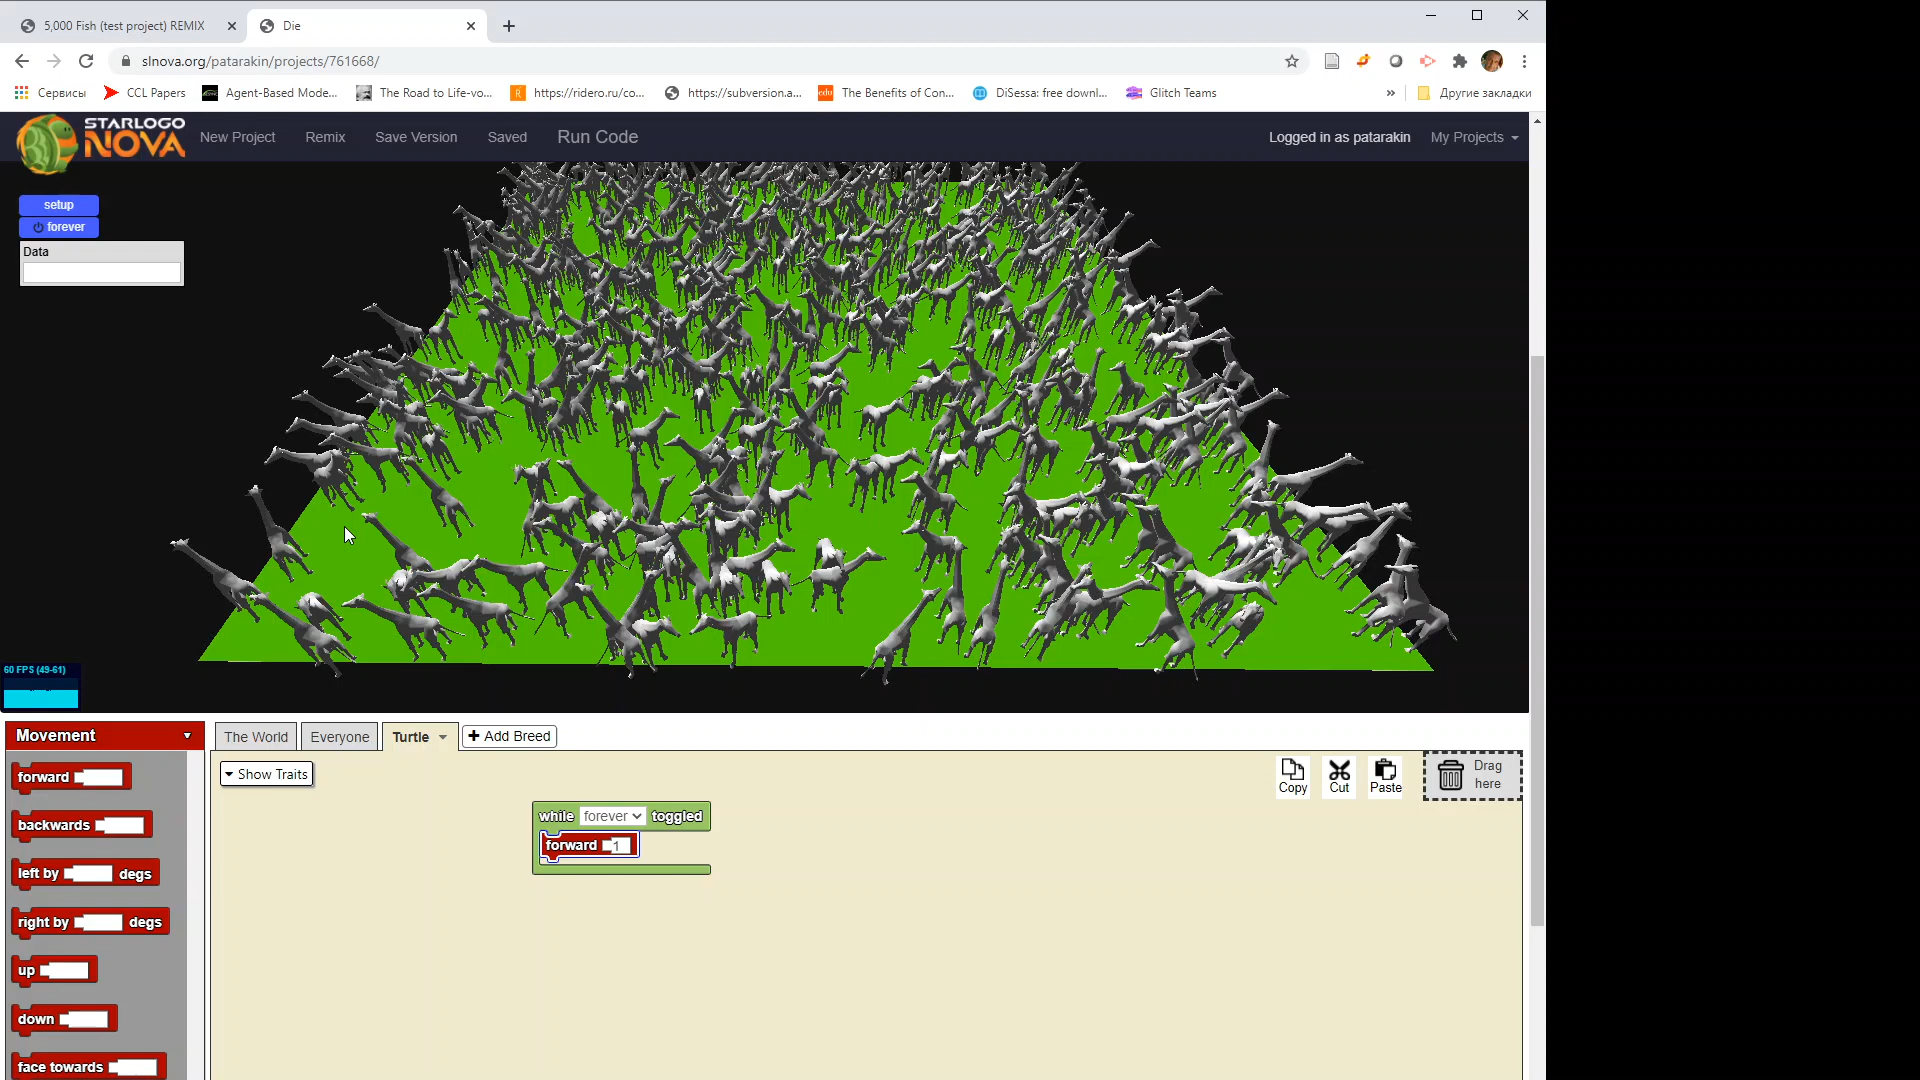 5,000 Fish (test project) REMIX
Die
slnova.org/patarakin/projects/761668/
Сервисы
CCL Papers
Agent-Based Mode...
The Road to Life-vo...
https://ridero.ru/co...
https://subversion.a...
edu
The Benefits of Con...
DiSessa: free downl...
Glitch Teams
»
Другие закладки
STARLOGO
NOVA
New Project
Remix
Save Version
Saved
Run Code
Logged in as patarakin
My Projects
setup
forever
Data
60 FPS (49-61)
Movement
The World
Everyone
Turtle
+ Add Breed
forward
backwards
left by degs
right by degs
up
down
face towards
Show Traits
Copy
Cut
Paste
Drag
here
while forever toggled
forward 1